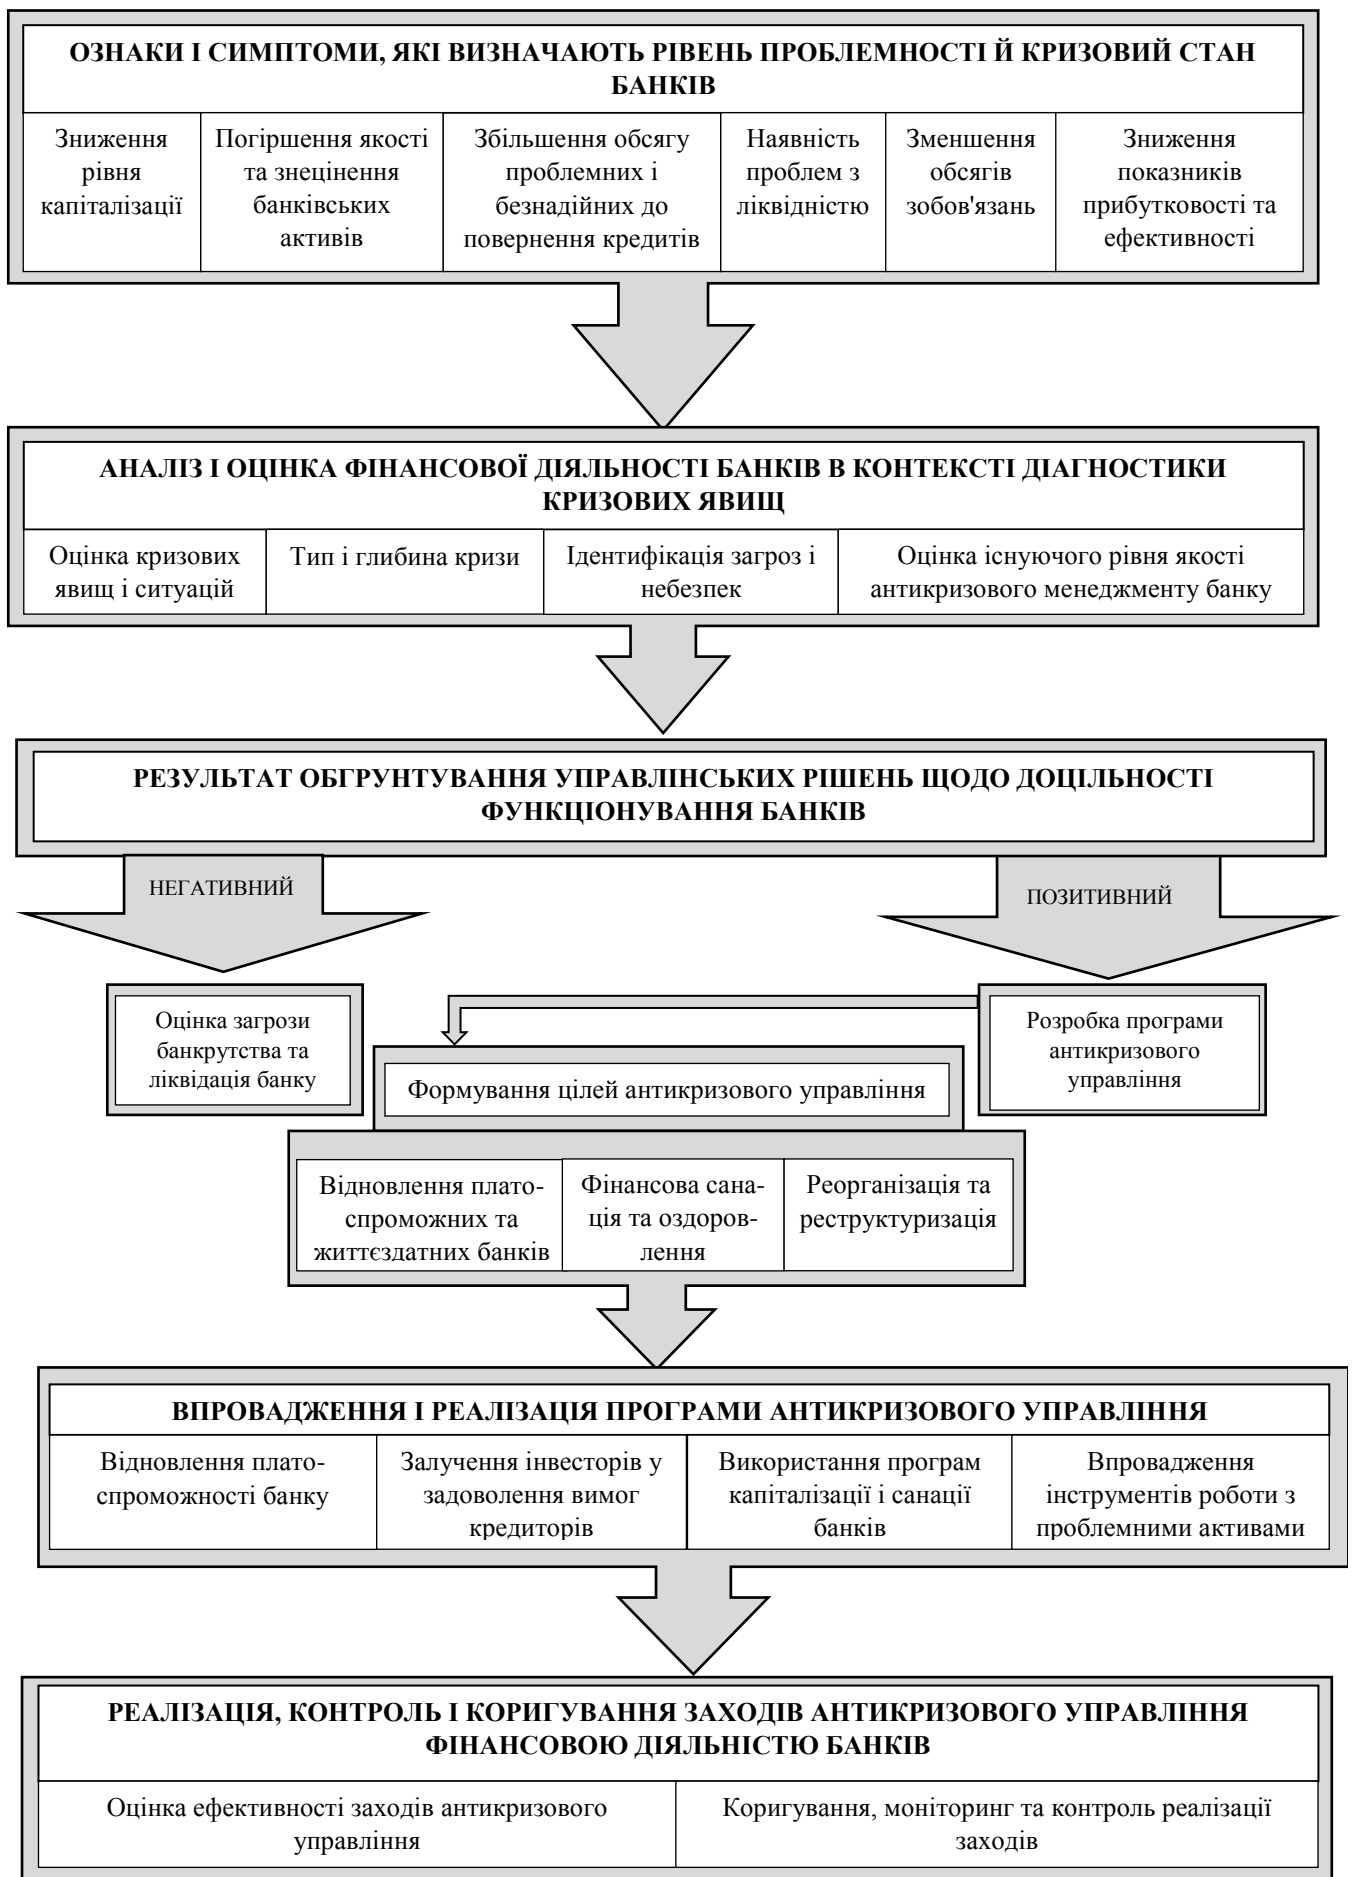 ОЗНАКИ І СИМПТОМИ, ЯКІ ВИЗНАЧАЮТЬ РІВЕНЬ ПРОБЛЕМНОСТІ Й КРИЗОВИЙ СТАН
БАНКІВ
Зниження
рівня
капіталізації
Погіршення якості
та знецінення
банківських
активів
Збільшення обсягу
проблемних і
безнадійних до
повернення кредитів
Наявність
проблем з
ліквідністю
Зменшення
обсягів
зобов'язань
Зниження
показників
прибутковості та
ефективності
АНАЛІЗ І ОЦІНКА ФІНАНСОВОЇ ДІЯЛЬНОСТІ БАНКІВ В КОНТЕКСТІ ДІАГНОСТИКИ
КРИЗОВИХ ЯВИЩ
Оцінка кризових
явищ і ситуацій
Тип і глибина кризи
Ідентифікація загроз і
небезпек
Оцінка існуючого рівня якості
антикризового менеджменту банку
РЕЗУЛЬТАТ ОБГРУНТУВАННЯ УПРАВЛІНСЬКИХ РІШЕНЬ ЩОДО ДОЦІЛЬНОСТІ
ФУНКЦІОНУВАННЯ БАНКІВ
НЕГАТИВНИЙ
ПОЗИТИВНИЙ
Оцінка загрози
банкрутства та
ліквідація банку
Розробка програми
антикризового
управління
Формування цілей антикризового управління
Відновлення плато-
спроможних та
життєздатних банків
Фінансова сана-
ція та оздоров-
лення
Реорганізація та
реструктуризація
ВПРОВАДЖЕННЯ І РЕАЛІЗАЦІЯ ПРОГРАМИ АНТИКРИЗОВОГО УПРАВЛІННЯ
Відновлення плато-
спроможності банку
Залучення інвесторів у
задоволення вимог
кредиторів
Використання програм
капіталізації і санації
банків
Впровадження
інструментів роботи з
проблемними активами
РЕАЛІЗАЦІЯ, КОНТРОЛЬ І КОРИГУВАННЯ ЗАХОДІВ АНТИКРИЗОВОГО УПРАВЛІННЯ
ФІНАНСОВОЮ ДІЯЛЬНІСТЮ БАНКІВ
Оцінка ефективності заходів антикризового
управління
Коригування, моніторинг та контроль реалізації
заходів